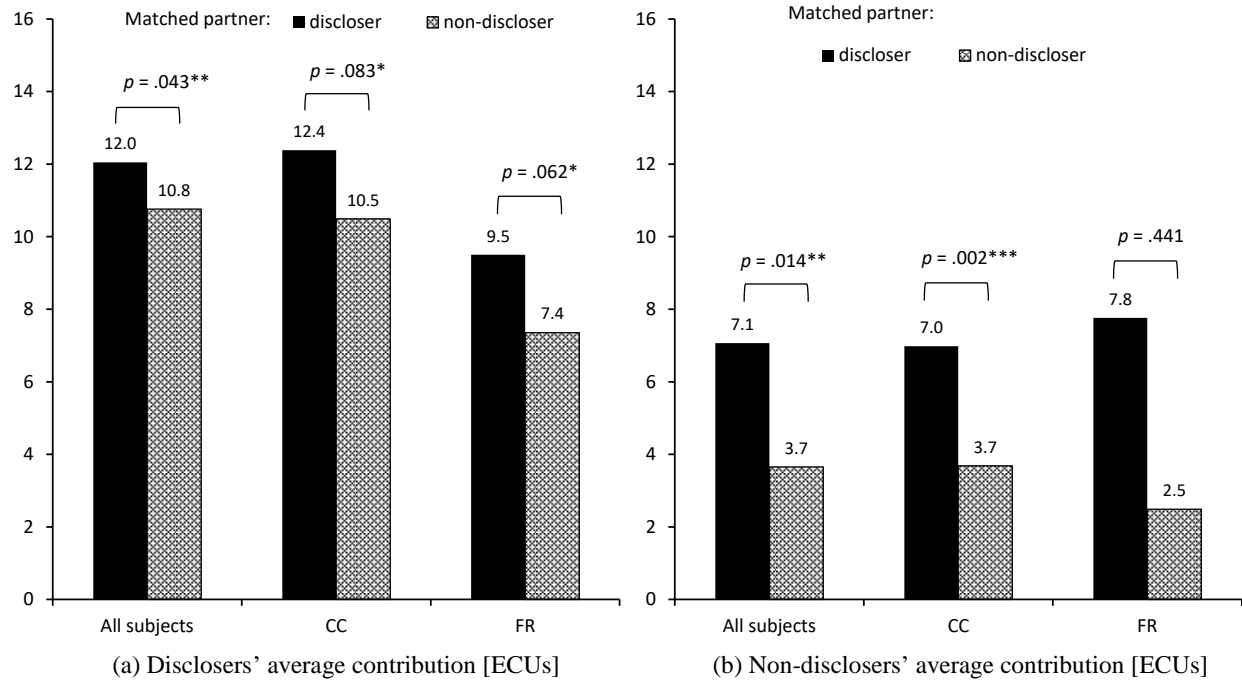 Matched partner: discloser non-discloser
16
14
12
10
8
6
4
2
0
p = .043**
12.0
10.8
p = .083*
12.4
10.5
p = .062*
9.5
7.4
All subjects CC FR
(a) Disclosers’ average contribution [ECUs]
Matched partner:
discloser non-discloser
16
14
12
10
8
6
4
2
0
p = .014**
7.1
3.7
p = .002***
7.0
3.7
p = .441
7.8
2.5
All subjects CC FR
(b) Non-disclosers’ average contribution [ECUs]